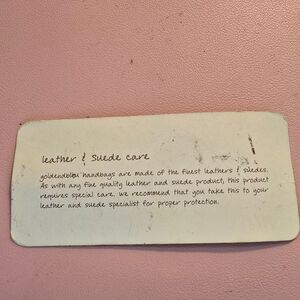 leather & suede care
goldenbleu handbags are made of the finest leathers & suedes.
As with any fine quality leather and suede product, this product
requires special care. We recommend that you take this to your
leather and suede specialist for proper protection.